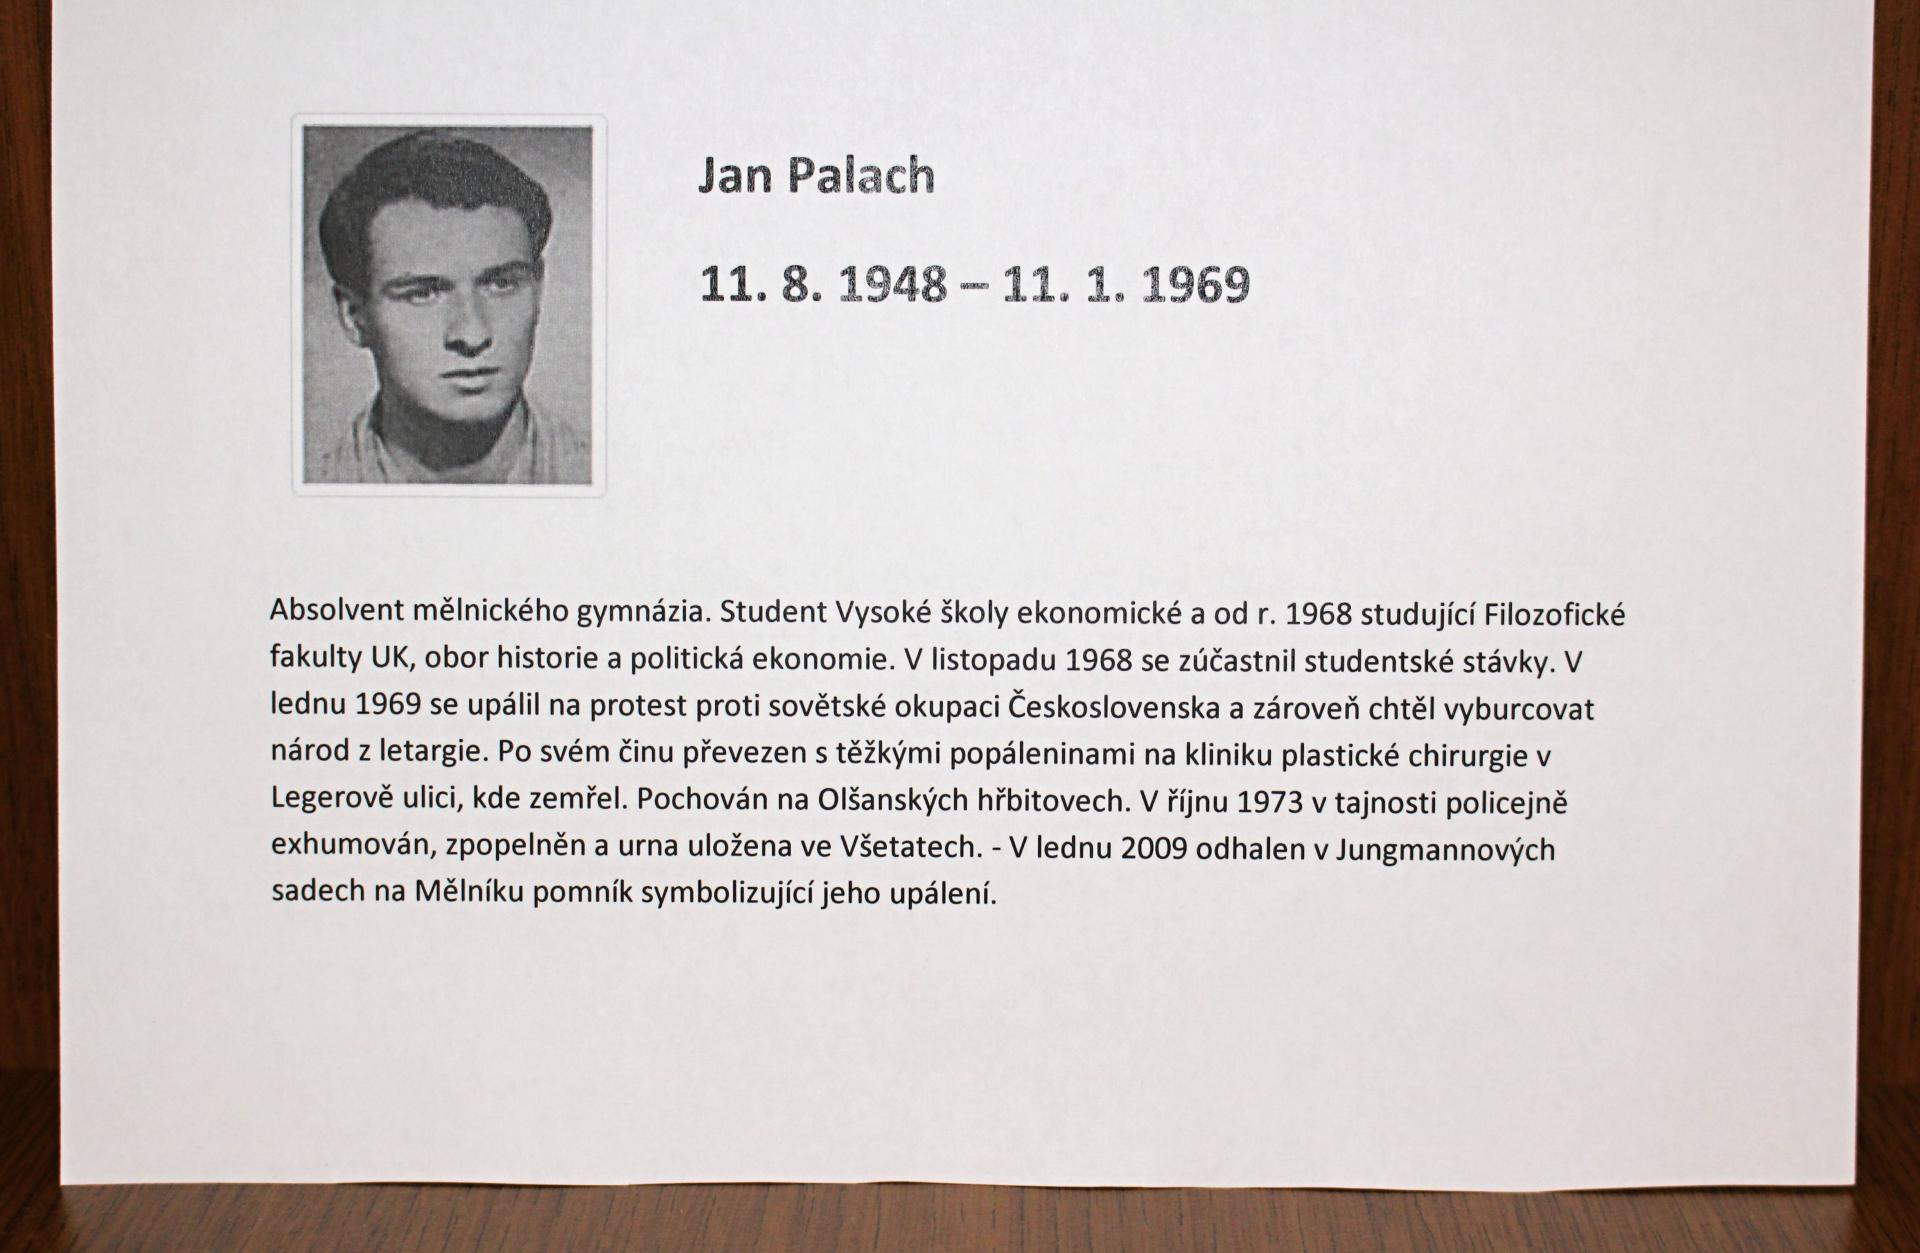 Jan Palach
11. 8. 1948 – 11. 1. 1969
Absolvent mělnického gymnázia. Student Vysoké školy ekonomické a od r. 1968 studující Filozofické
fakulty UK, obor historie a politická ekonomie. V listopadu 1968 se zúčastnil studentské stávky. V
lednu 1969 se upálil na protest proti sovětské okupaci Československa a zároveň chtěl vyburcovat
národ z letargie. Po svém činu převezen s těžkými popáleninami na kliniku plastické chirurgie v
Legerově ulici, kde zemřel. Pochován na Olšanských hřbitovech. V říjnu 1973 v tajnosti policejně
exhumován, zpopelněn a urna uložena ve Všetatech. - V lednu 2009 odhalen v Jungmannových
sadech na Mělníku pomník symbolizující jeho upálení.